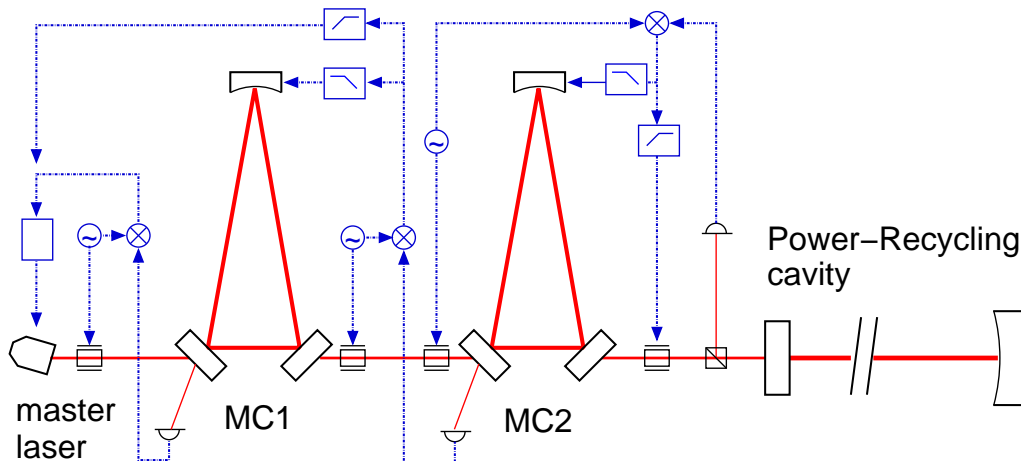 Power−Recycling
cavity
master
laser
MC1
MC2
~
~
~